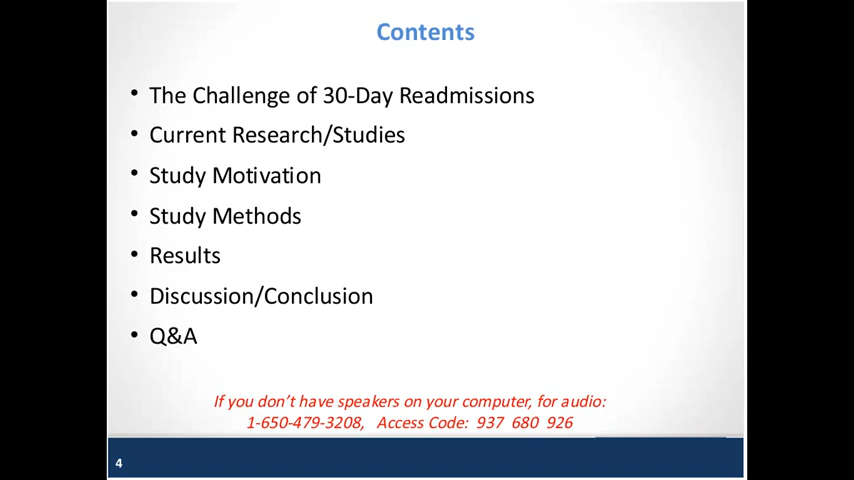 Contents
• The Challenge of 30-Day Readmissions
• Current Research/Studies
• Study Motivation
• Study Methods
• Results
• Discussion/Conclusion
• Q&A
If you don't have speakers on your computer, for audio:
1-650-479-3208, Access Code: 937 680 926
4